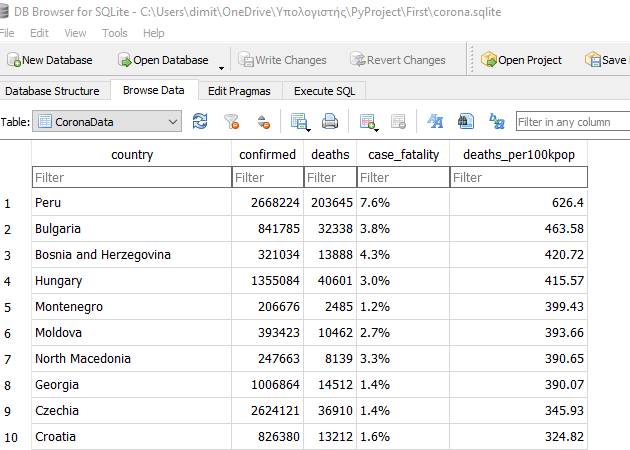 DB Browser for SQLite - C:\Users\dimit\OneDrive\Υπολογιστής\PyProject\First\corona.sqlite
File Edit View Tools Help
New Database Open Database Write Changes Revert Changes Open Project Save
Database Structure Browse Data Edit Pragmas Execute SQL
Table: CoronaData Filter in any column
country confirmed deaths case_fatality deaths_per100kpop
Filter Filter Filter Filter Filter
1 Peru 2668224 203645 7.6% 626.4
2 Bulgaria 841785 32338 3.8% 463.58
3 Bosnia and Herzegovina 321034 13888 4.3% 420.72
4 Hungary 1355084 40601 3.0% 415.57
5 Montenegro 206676 2485 1.2% 399.43
6 Moldova 393423 10462 2.7% 393.66
7 North Macedonia 247663 8139 3.3% 390.65
8 Georgia 1006864 14512 1.4% 390.07
9 Czechia 2624121 36910 1.4% 345.93
10 Croatia 826380 13212 1.6% 324.82